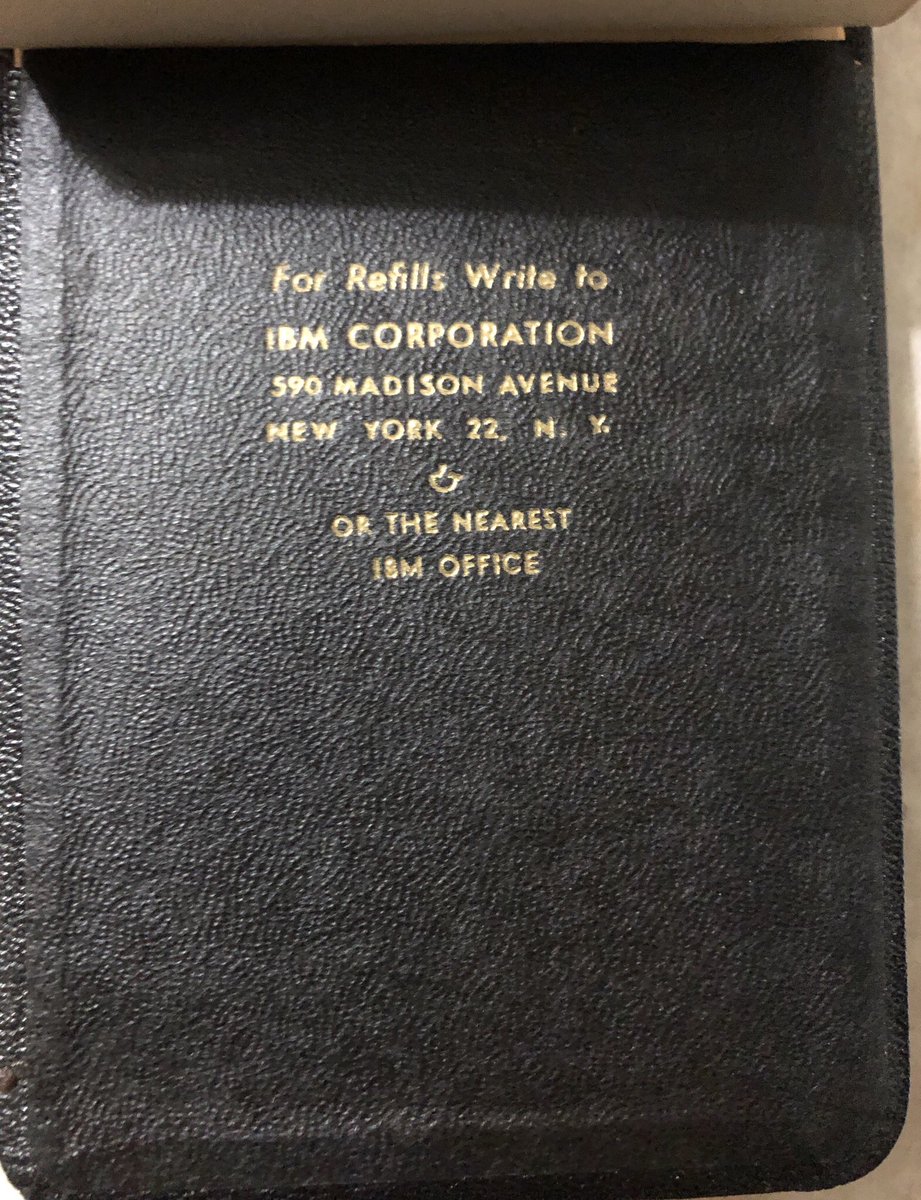 For Refills Write to
IBM CORPORATION
590 MADISON AVENUE
NEW YORK 22, N. Y.
OR THE NEAREST
IBM OFFICE